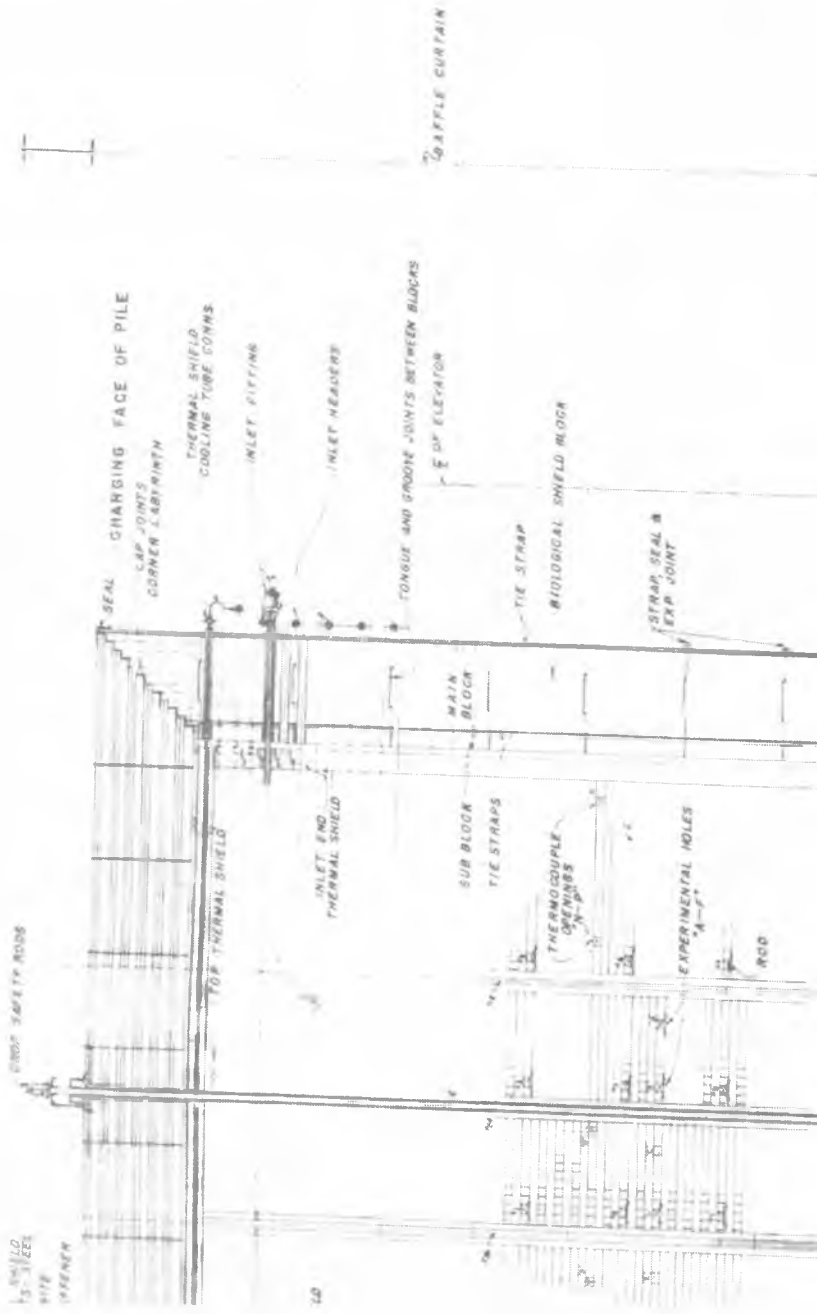 DROP SAFETY RODS
SEAL
CHARGING FACE OF PILE
LAP JOINTS
CORNER LABYRINTH
THERMAL SHIELD
COOLING TUBE CONNS.
INLET FITTING
INLET HEADERS
TONGUE AND GROOVE JOINTS BETWEEN BLOCKS
℄ OF ELEVATOR
BAFFLE CURTAIN
TOP THERMAL SHIELD
INLET END
THERMAL SHIELD
MAIN
BLOCK
SUB BLOCK
TIE STRAPS
TIE STRAP
BIOLOGICAL SHIELD BLOCK
STRAP, SEAL &
EXP. JOINT
THERMOCOUPLE
OPENINGS
EXPERIMENTAL HOLES
"A-F"
ROD